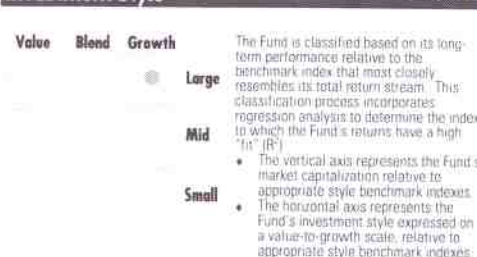 Value Blend Growth
Large
Mid
Small
The Fund is classified based on its long-
term performance relative to the
benchmark index that most closely
resembles its total return stream. This
classification process incorporates
regression analysis to determine the index
to which the Fund's returns have a high
"fit" (R²)
• The vertical axis represents the Fund's
market capitalization relative to
appropriate style benchmark indexes.
• The horizontal axis represents the
Fund's investment style expressed on
a value-to-growth scale, relative to
appropriate style benchmark indexes